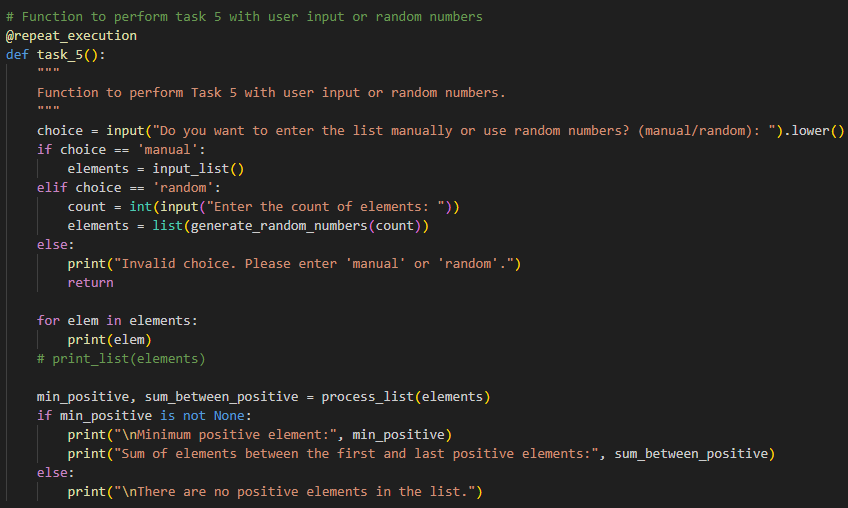 # Function to perform task 5 with user input or random numbers
@repeat_execution
def task_5():
    """
    Function to perform Task 5 with user input or random numbers.
    """
    choice = input("Do you want to enter the list manually or use random numbers? (manual/random): ").lower()
    if choice == 'manual':
        elements = input_list()
    elif choice == 'random':
        count = int(input("Enter the count of elements: "))
        elements = list(generate_random_numbers(count))
    else:
        print("Invalid choice. Please enter 'manual' or 'random'.")
        return

    for elem in elements:
        print(elem)
    # print_list(elements)

    min_positive, sum_between_positive = process_list(elements)
    if min_positive is not None:
        print("\nMinimum positive element:", min_positive)
        print("Sum of elements between the first and last positive elements:", sum_between_positive)
    else:
        print("\nThere are no positive elements in the list.")